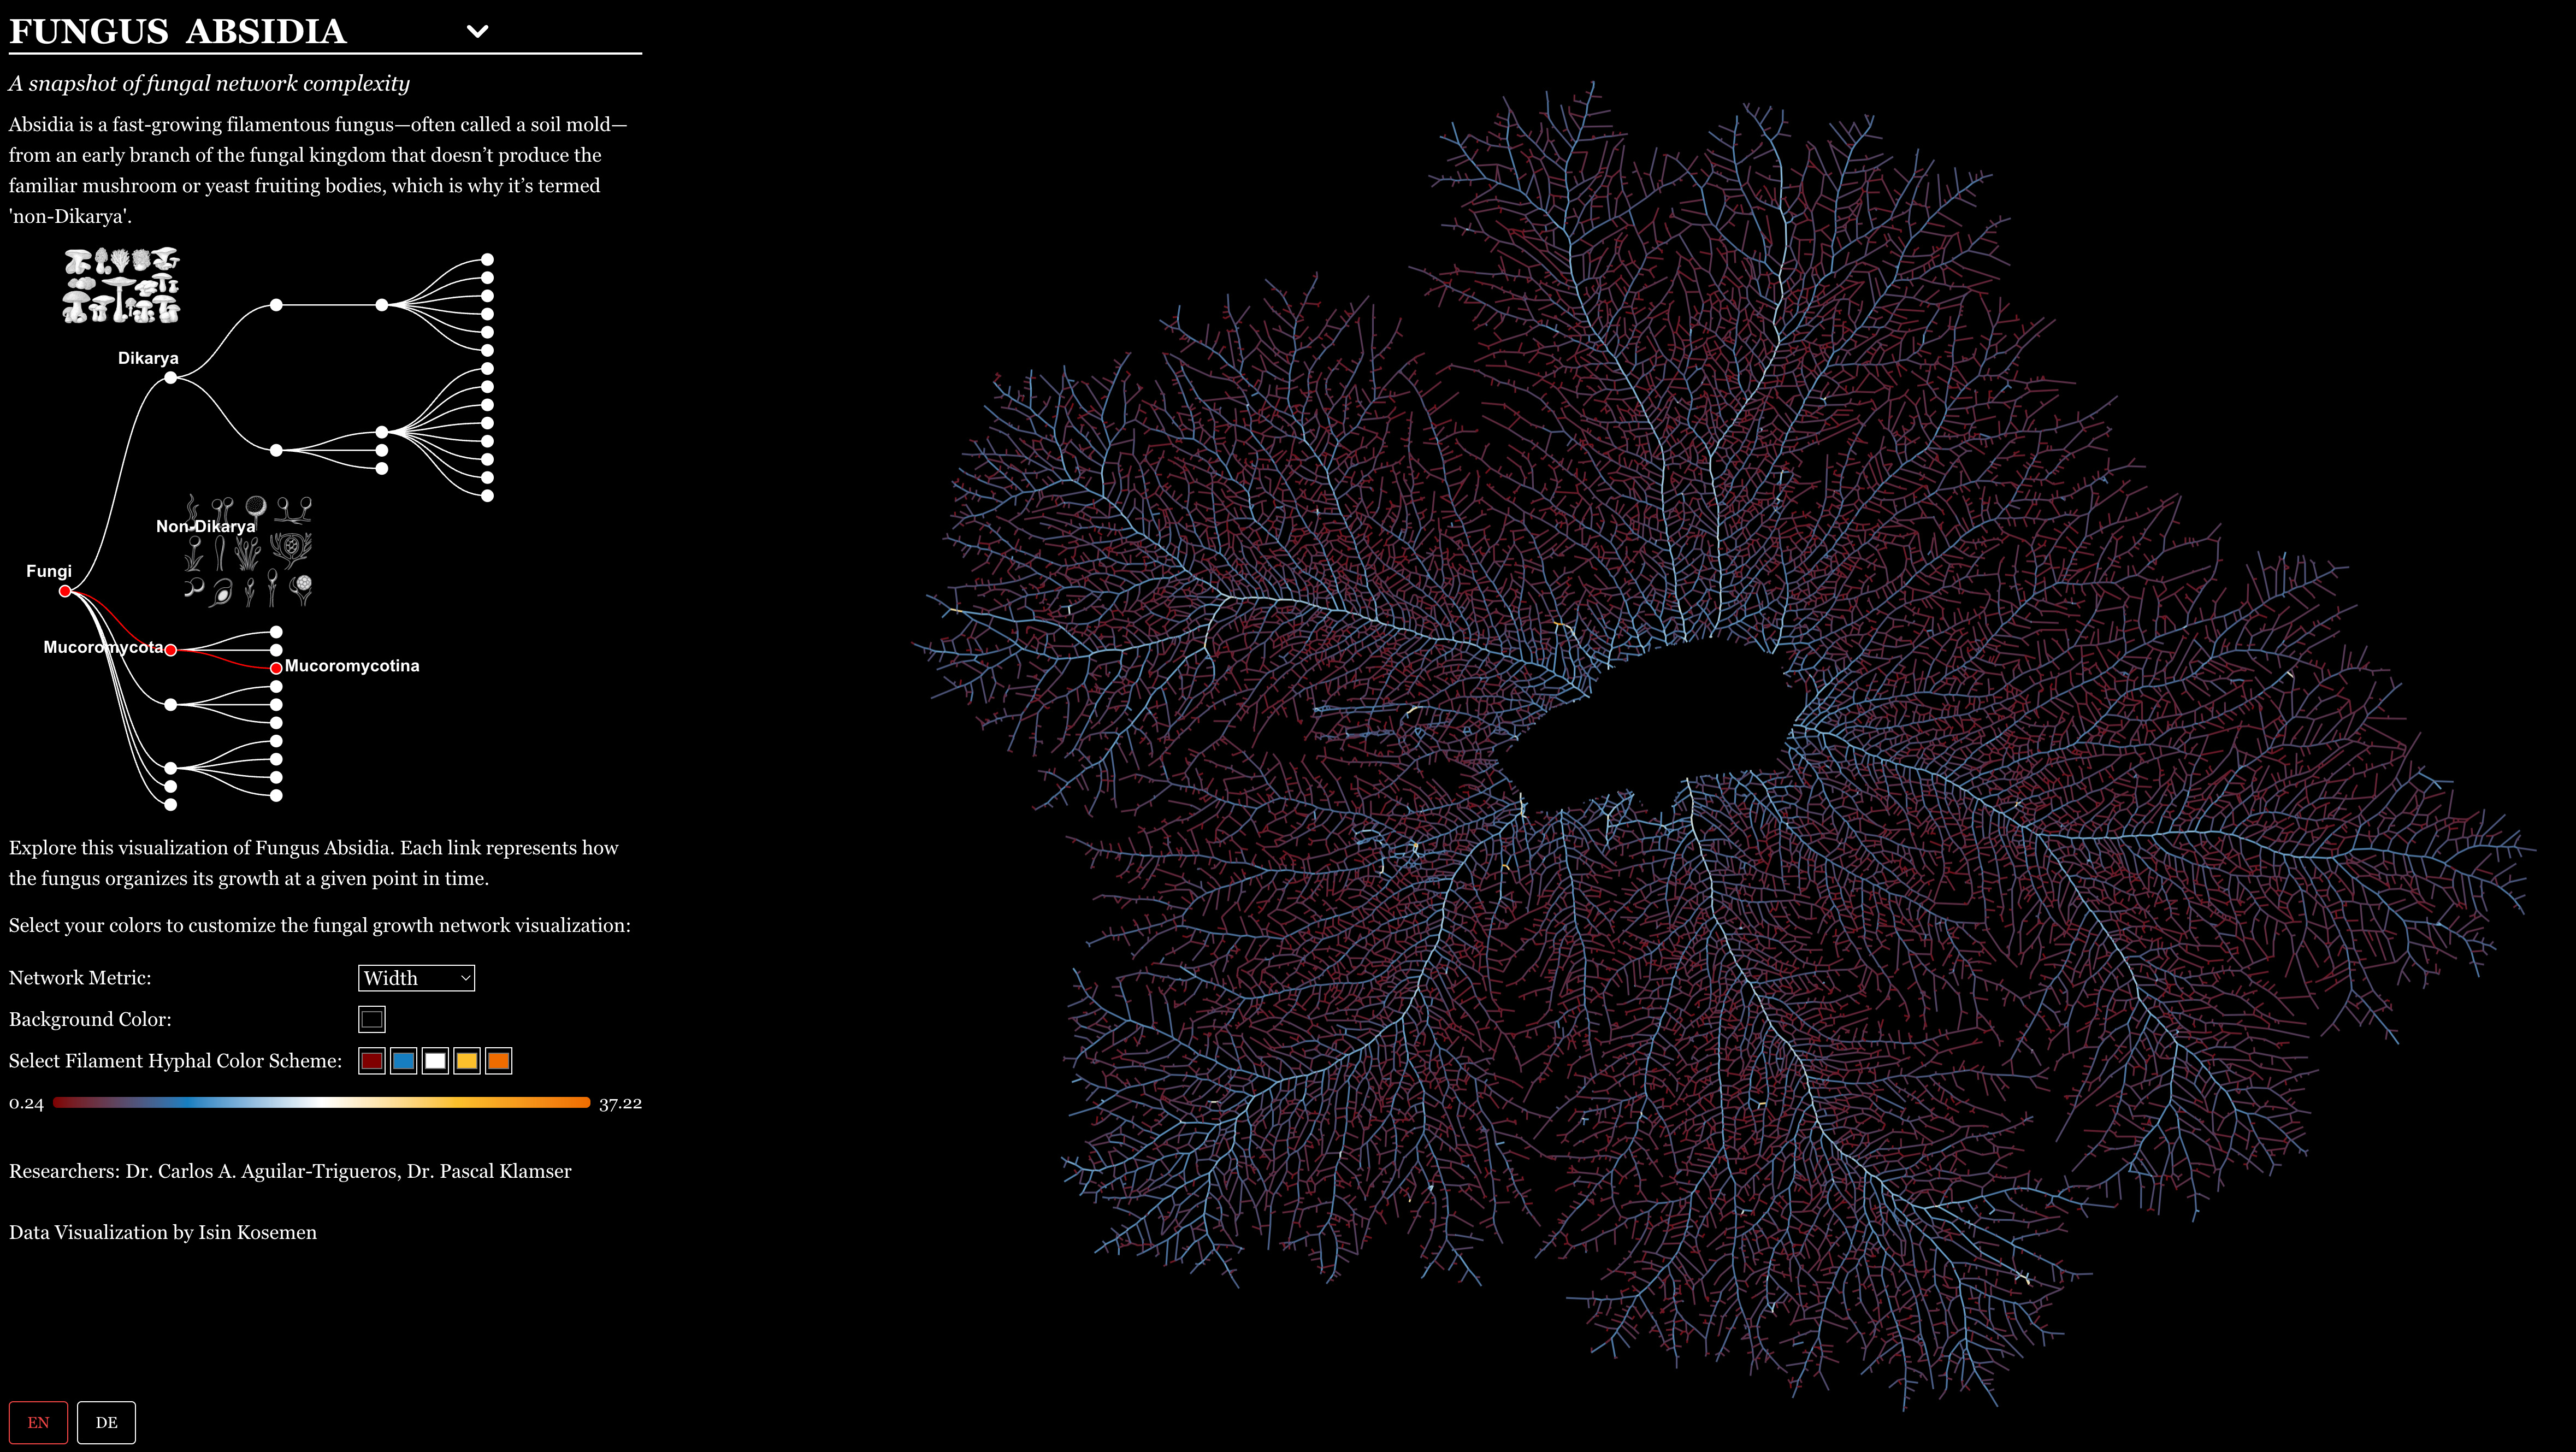 FUNGUS ABSIDIA
A snapshot of fungal network complexity
Absidia is a fast-growing filamentous fungus—often called a soil mold—
from an early branch of the fungal kingdom that doesn’t produce the
familiar mushroom or yeast fruiting bodies, which is why it’s termed
'non-Dikarya'.
Dikarya
Non-Dikarya
Fungi
Mucoromycota
Mucoromycotina
Explore this visualization of Fungus Absidia. Each link represents how
the fungus organizes its growth at a given point in time.
Select your colors to customize the fungal growth network visualization:
Network Metric: Width
Background Color:
Select Filament Hyphal Color Scheme:
0.24 37.22
Researchers: Dr. Carlos A. Aguilar-Trigueros, Dr. Pascal Klamser
Data Visualization by Isin Kosemen
EN DE